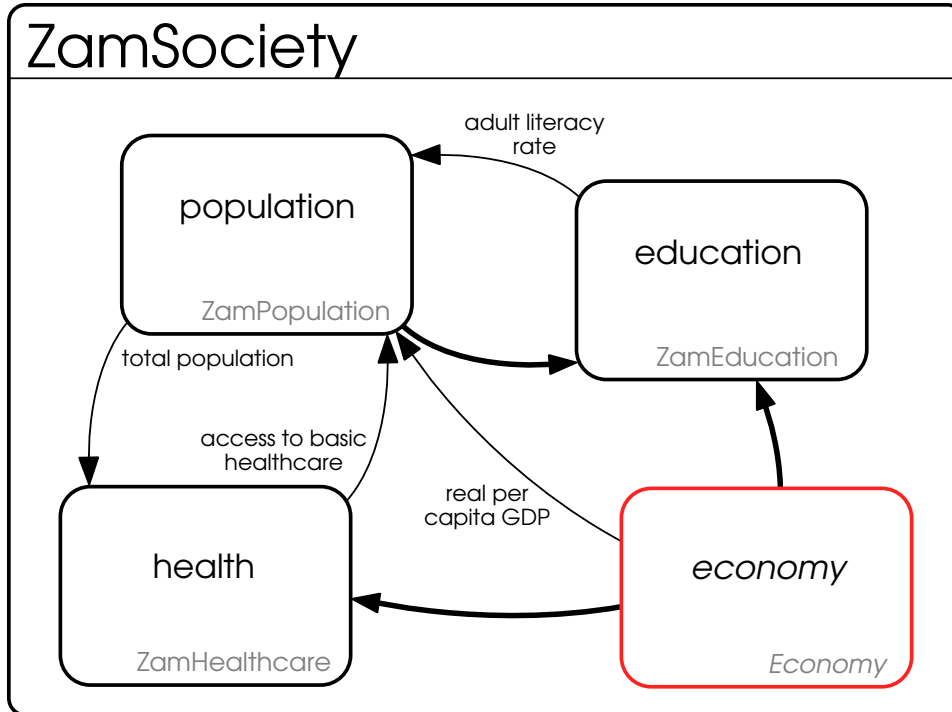 ZamSociety
adult literacy
rate
population
ZamPopulation
education
ZamEducation
total population
access to basic
healthcare
real per
capita GDP
health
ZamHealthcare
economy
Economy